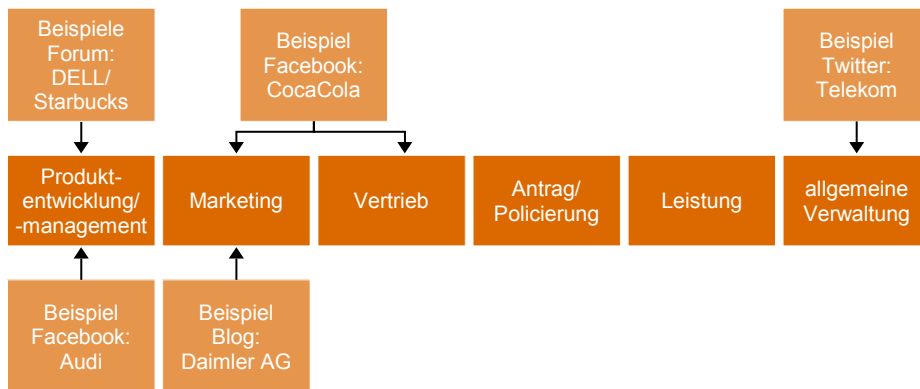 Beispiele
Forum:
DELL/
Starbucks
Beispiel
Facebook:
CocaCola
Beispiel
Twitter:
Telekom
Produkt-
entwicklung/
-management
Marketing
Vertrieb
Antrag/
Policierung
Leistung
allgemeine
Verwaltung
Beispiel
Facebook:
Audi
Beispiel
Blog:
Daimler AG